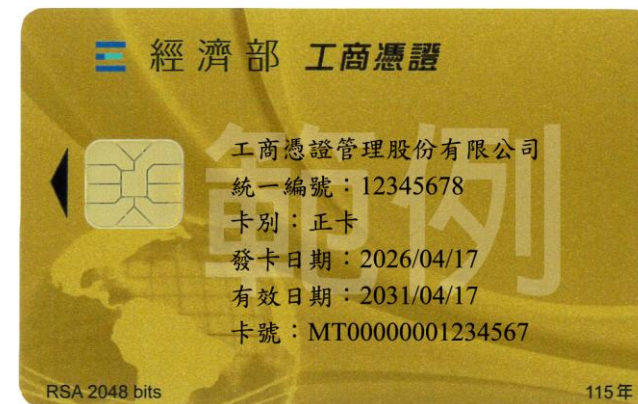 經濟部 工商憑證
範例
工商憑證管理股份有限公司
統一編號：12345678
卡別：正卡
發卡日期：2026/04/17
有效日期：2031/04/17
卡號：MT00000001234567
RSA 2048 bits
115年